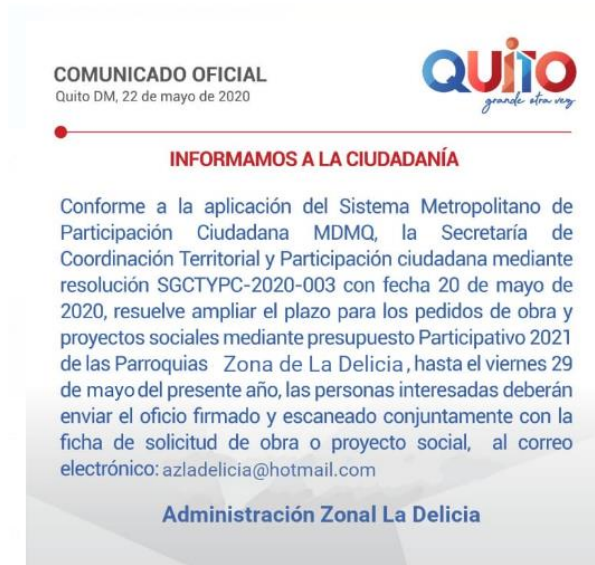 COMUNICADO OFICIAL
Quito DM, 22 de mayo de 2020
QUITO
grande otra vez
INFORMAMOS A LA CIUDADANÍA
Conforme a la aplicación del Sistema Metropolitano de
Participación Ciudadana MDMQ, la Secretaría de
Coordinación Territorial y Participación ciudadana mediante
resolución SGCTYPC-2020-003 con fecha 20 de mayo de
2020, resuelve ampliar el plazo para los pedidos de obra y
proyectos sociales mediante presupuesto Participativo 2021
de las Parroquias Zona de La Delicia, hasta el viernes 29
de mayo del presente año, las personas interesadas deberán
enviar el oficio firmado y escaneado conjuntamente con la
ficha de solicitud de obra o proyecto social, al correo
electrónico: azladelicia@hotmail.com
Administración Zonal La Delicia